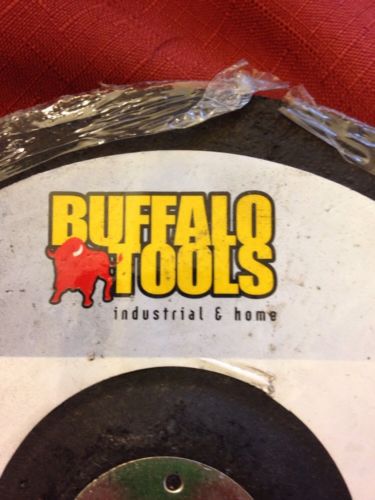 BUFFALO
TOOLS
industrial & home